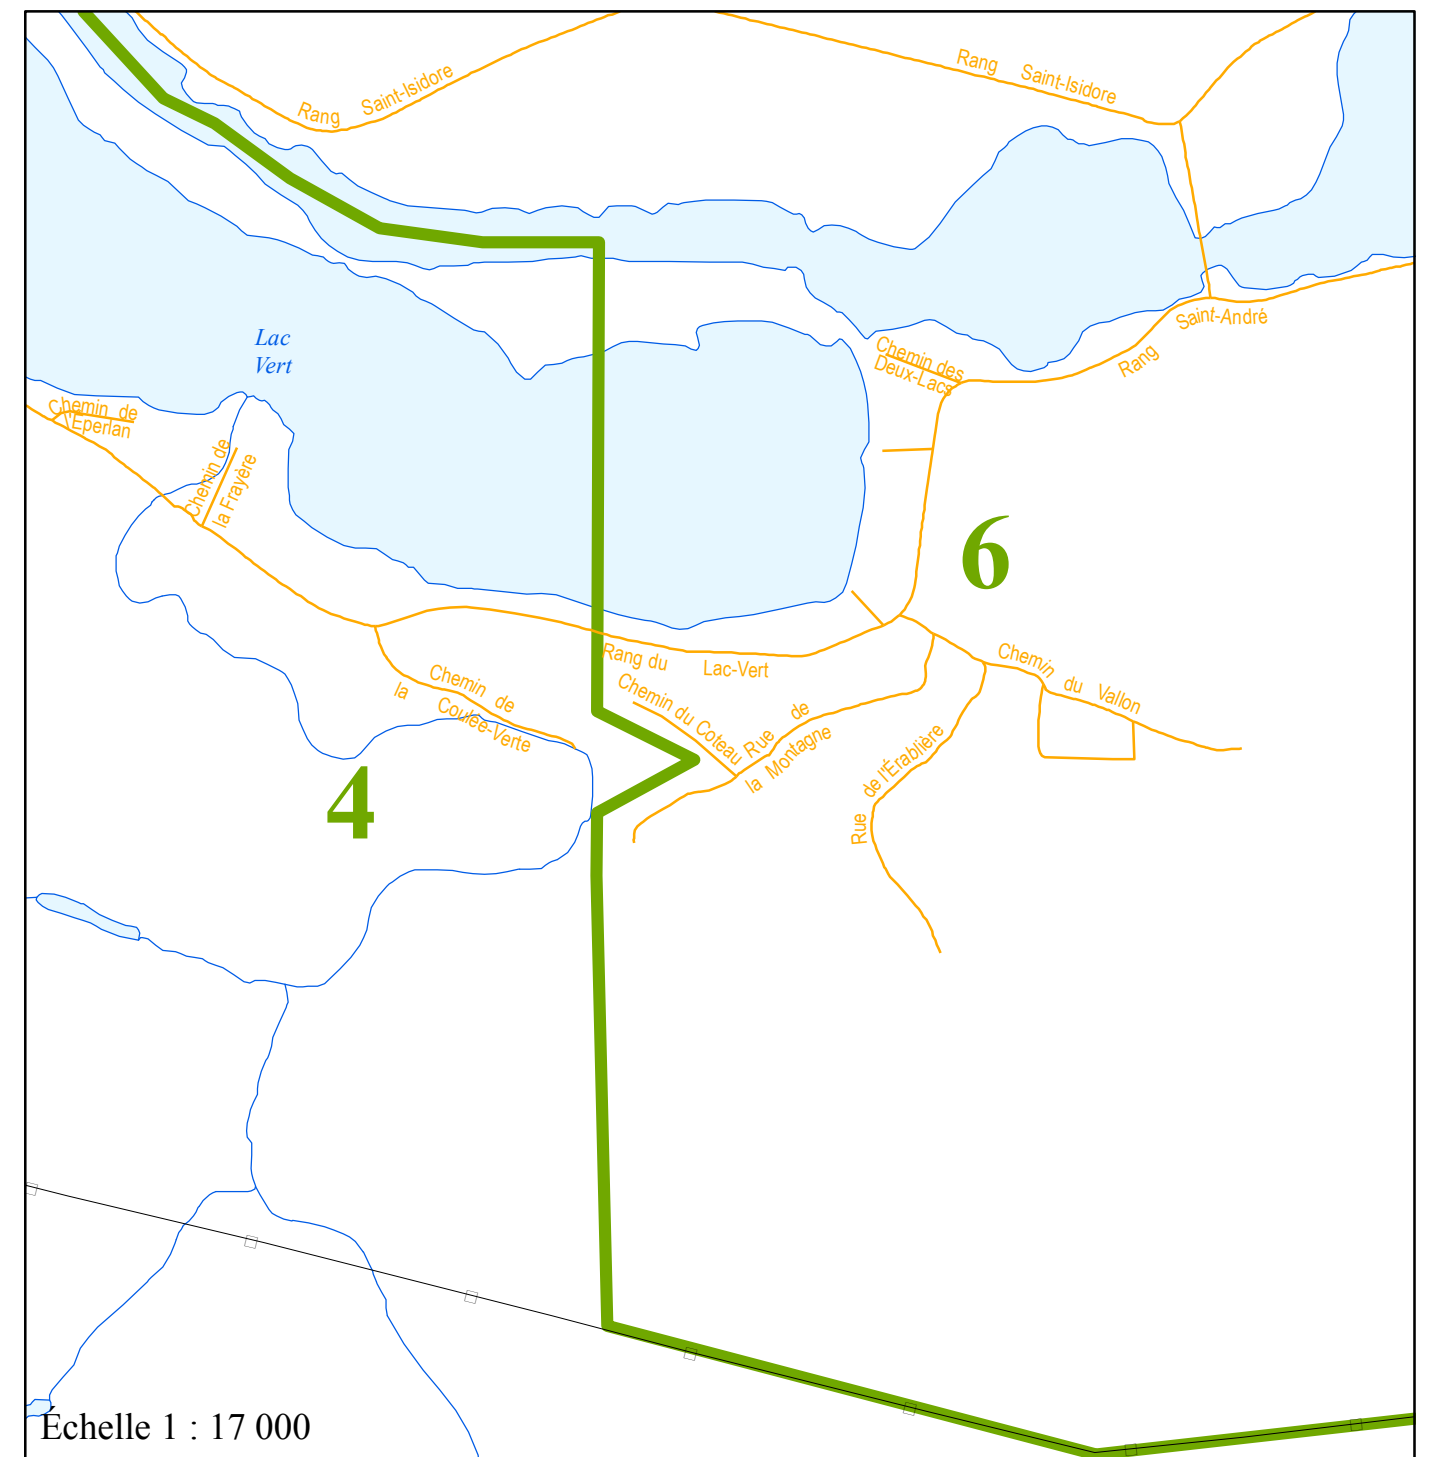 Rang Saint-Isidore
Rang Saint-Isidore
Saint-André
Rang
Lac
Vert
Chemin des
Deux-Lacs
Chemin de
l'Éperlan
Chemin de
la Frayère
6
Rang du Lac-Vert
Chemin du Vallon
Chemin de
la Coulée-Verte
Chemin du Coteau
Rue de
la Montagne
Rue de l'Érablière
4
Échelle 1 : 17 000